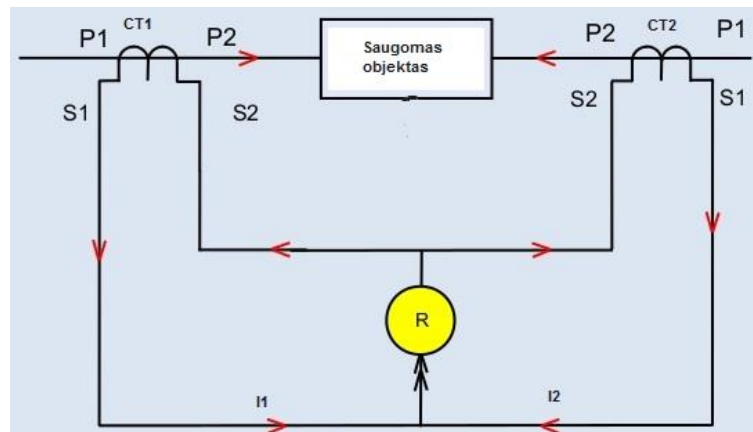 CT1
P1
P2
Saugomas
objektas
P2
CT2
P1
S1
S2
S2
S1
R
I1
I2